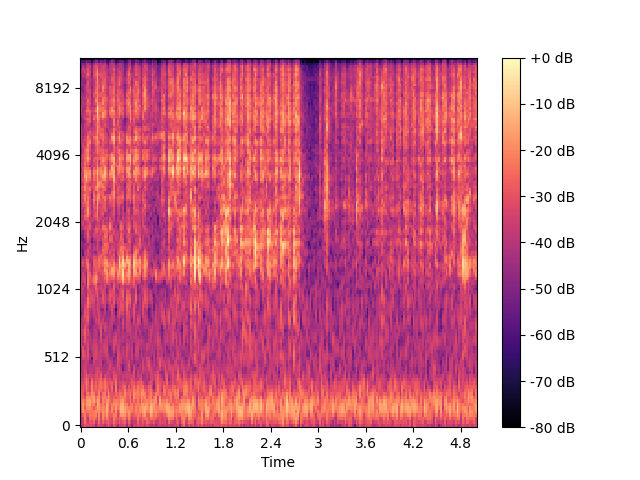 8192
4096
2048
1024
512
0
Hz
0 0.6 1.2 1.8 2.4 3 3.6 4.2 4.8
Time
+0 dB
-10 dB
-20 dB
-30 dB
-40 dB
-50 dB
-60 dB
-70 dB
-80 dB